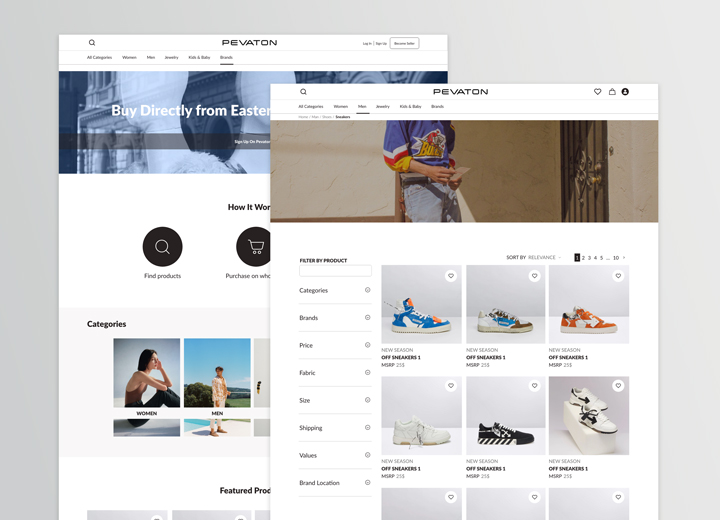 PEVATON
Log In | Sign Up
Become Seller
All Categories Women Men Jewelry Kids & Baby Brands
Buy Directly from Easter
Sign Up On Pevaton
How It Wor
Find products
Purchase on who
Categories
WOMEN
MEN
Featured Prod
PEVATON
All Categories Women Men Jewelry Kids & Baby Brands
Home / Men / Shoes / Sneakers
FILTER BY PRODUCT
Categories
Brands
Price
Fabric
Size
Shipping
Values
Brand Location
SORT BY RELEVANCE
1 2 3 4 5 ... 10 >
NEW SEASON
OFF SNEAKERS 1
MSRP 25$
NEW SEASON
OFF SNEAKERS 1
MSRP 25$
NEW SEASON
OFF SNEAKERS 1
MSRP 25$
NEW SEASON
OFF SNEAKERS 1
MSRP 25$
NEW SEASON
OFF SNEAKERS 1
MSRP 25$
NEW SEASON
OFF SNEAKERS 1
MSRP 25$